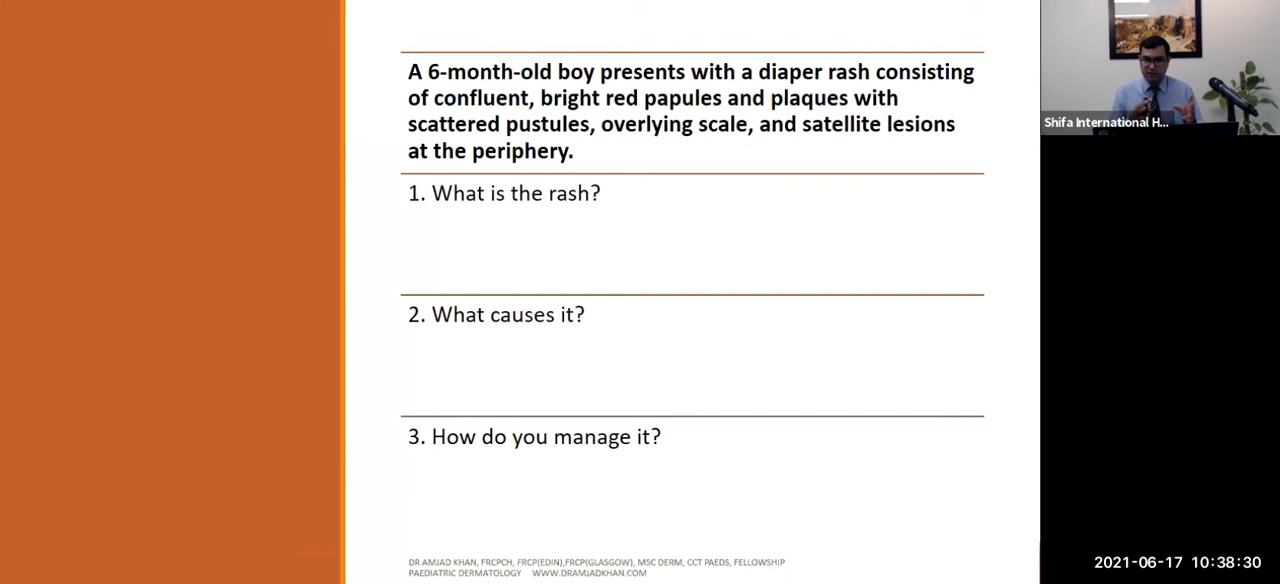 A 6-month-old boy presents with a diaper rash consisting
of confluent, bright red papules and plaques with
scattered pustules, overlying scale, and satellite lesions
at the periphery.
1. What is the rash?
2. What causes it?
3. How do you manage it?
DR AMJAD KHAN, FRCPCH, FRCP(EDIN),FRCP(GLASGOW), MSC DERM, CCT PAEDS, FELLOWSHIP
PAEDIATRIC DERMATOLOGY WWW.DRAMJADKHAN.COM
Shifa International H...
2021-06-17 10:38:30